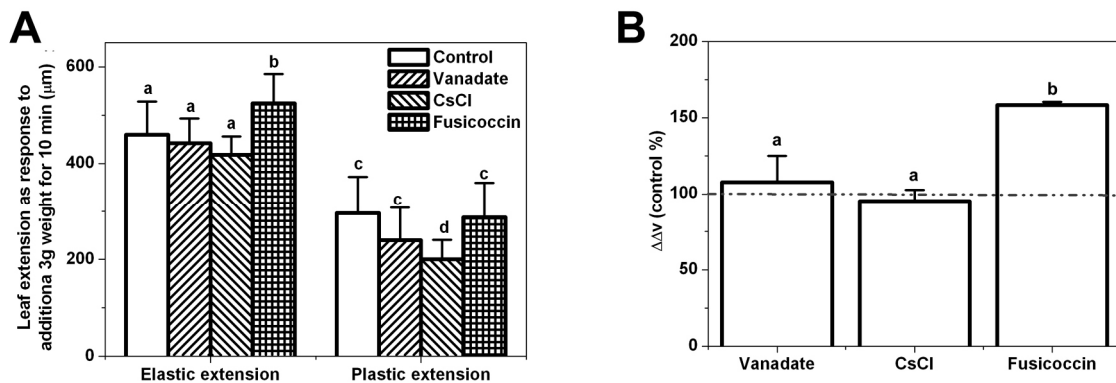 A
Leaf extension as response to
additiona 3g weight for 10 min (μm)
600
400
200
0
Control
Vanadate
CsCl
Fusicoccin
a
a
a
b
c
c
d
c
Elastic extension
Plastic extension
B
ΔΔv (control %)
200
150
100
50
0
a
a
b
Vanadate
CsCl
Fusicoccin